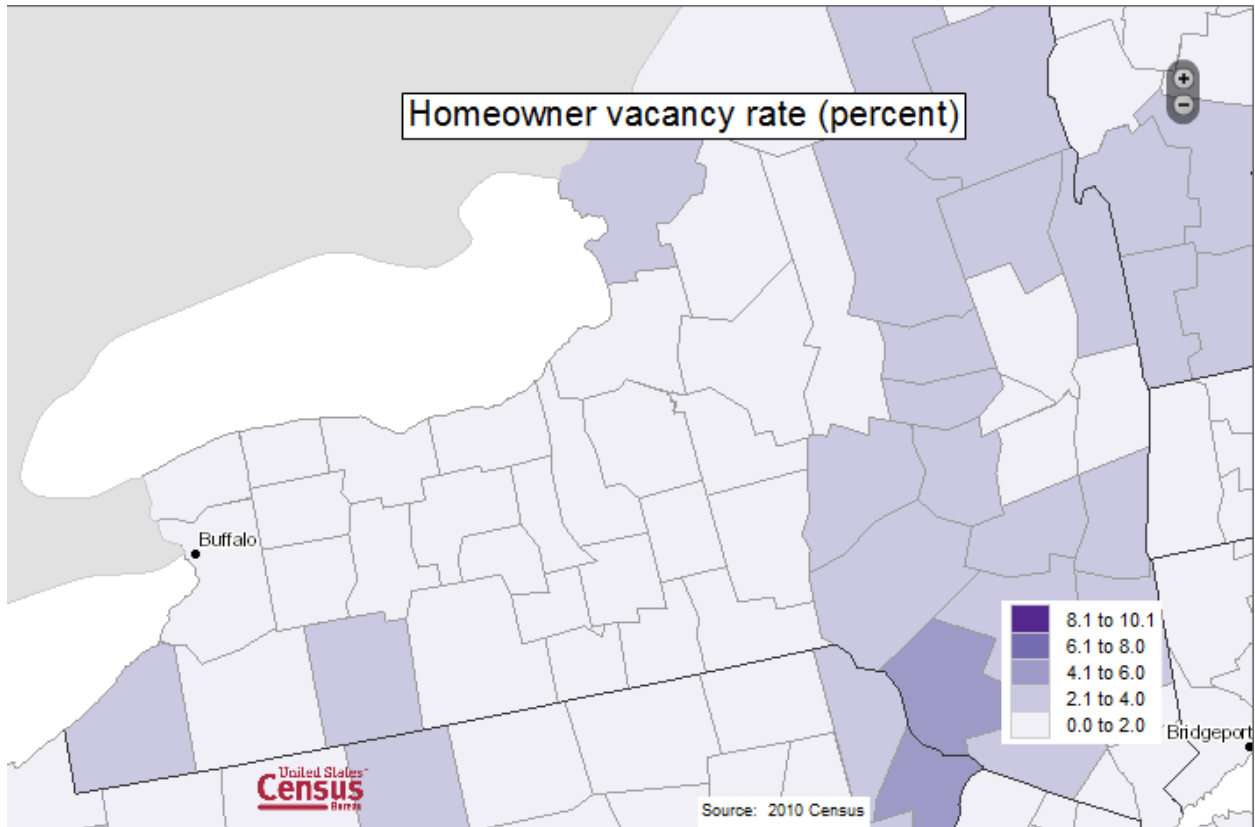 Homeowner vacancy rate (percent)
+
−
Buffalo
8.1 to 10.1
6.1 to 8.0
4.1 to 6.0
2.1 to 4.0
0.0 to 2.0
Bridgeport
United States™
Census
Bureau
Source: 2010 Census